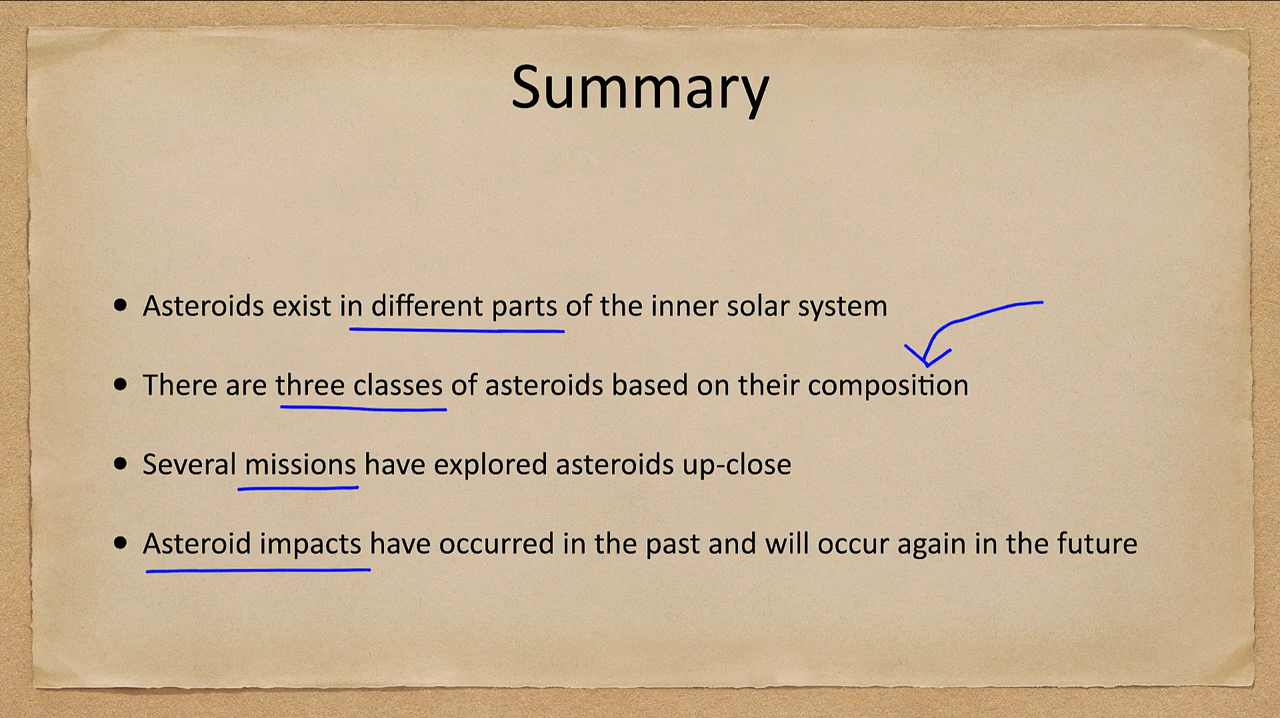 Summary
• Asteroids exist in different parts of the inner solar system
• There are three classes of asteroids based on their composition
• Several missions have explored asteroids up-close
• Asteroid impacts have occurred in the past and will occur again in the future